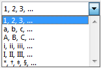 1, 2, 3, ...
1, 2, 3, ...
a, b, c, ...
A, B, C, ...
i, ii, iii, ...
I, II, III, ...
*, †, ‡, §, ...